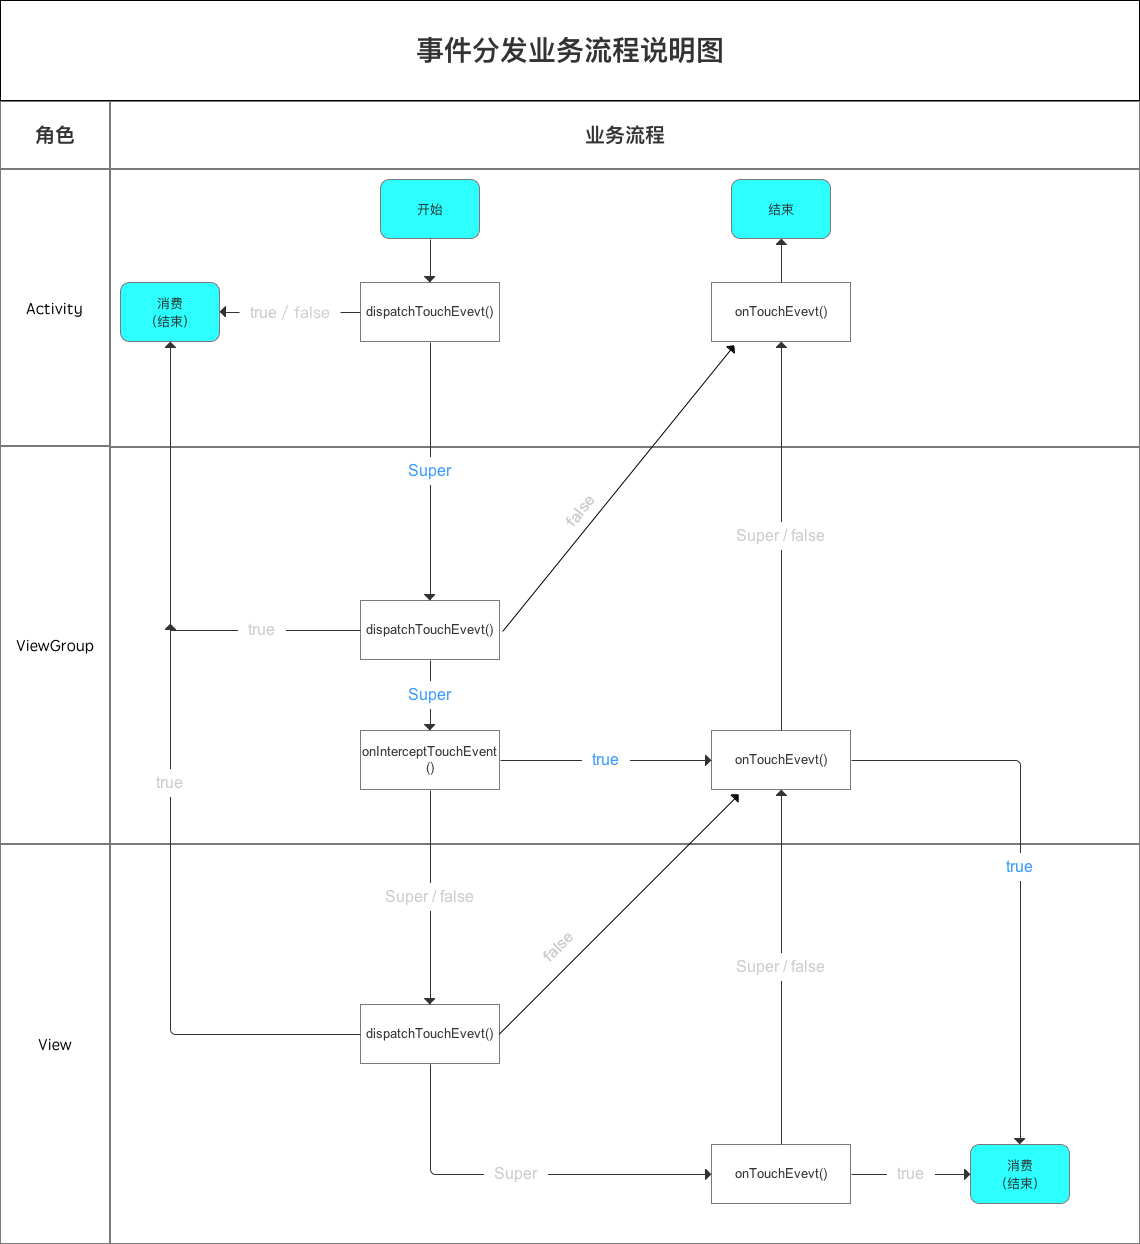 事件分发业务流程说明图
角色
业务流程
开始
结束
Activity
消费
(结束)
true / false
dispatchTouchEvevt()
onTouchEvevt()
Super
false
Super / false
ViewGroup
true
dispatchTouchEvevt()
Super
onInterceptTouchEvent
()
true
onTouchEvevt()
true
true
Super / false
false
Super / false
View
dispatchTouchEvevt()
Super
onTouchEvevt()
true
消费
(结束)